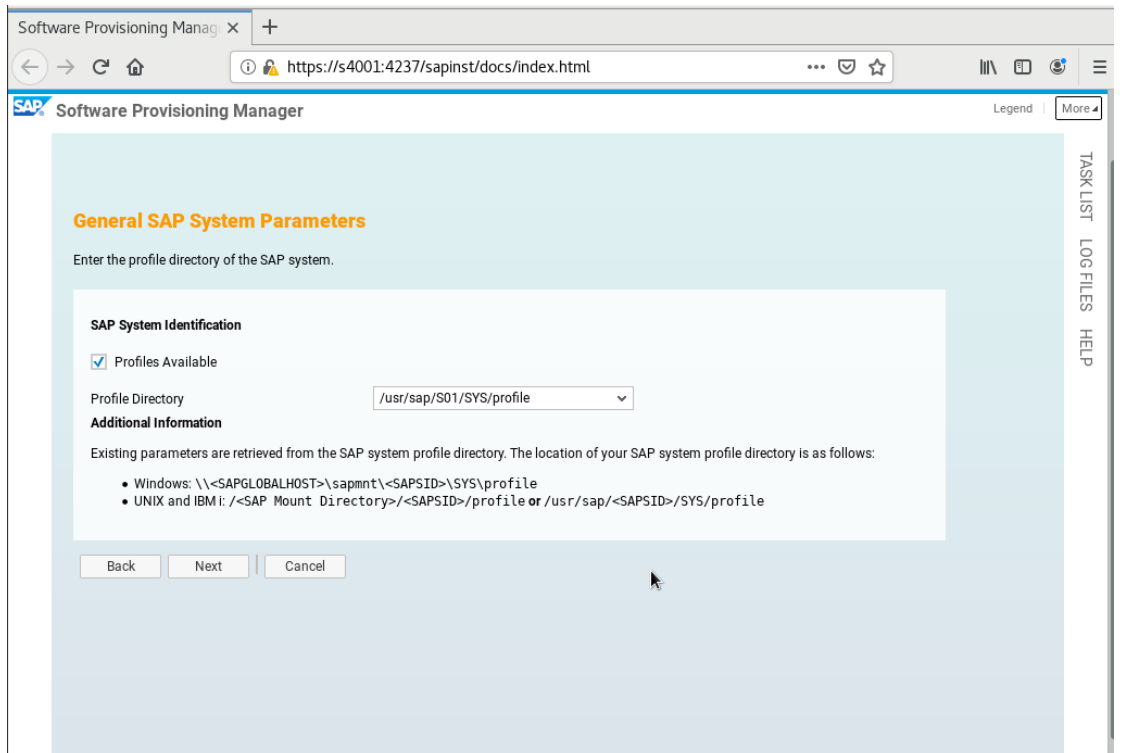 Software Provisioning Manag
https://s4001:4237/sapinst/docs/index.html
SAP Software Provisioning Manager
Legend
More
TASK LIST
LOG FILES
HELP
General SAP System Parameters
Enter the profile directory of the SAP system.
SAP System Identification
Profiles Available
Profile Directory /usr/sap/S01/SYS/profile
Additional Information
Existing parameters are retrieved from the SAP system profile directory. The location of your SAP system profile directory is as follows:
• Windows: \\<SAPGLOBALHOST>\sapmnt\<SAPSID>\SYS\profile
• UNIX and IBM i: /<SAP Mount Directory>/<SAPSID>/profile or /usr/sap/<SAPSID>/SYS/profile
Back Next Cancel